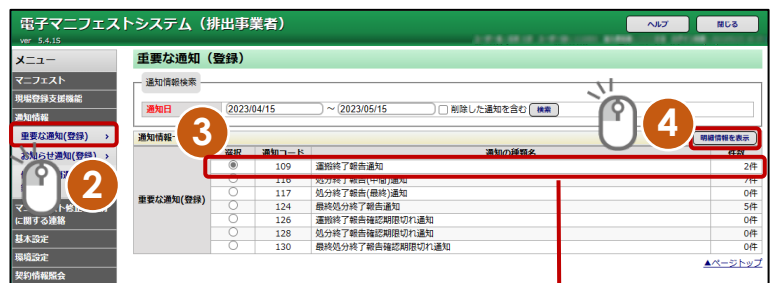 電子マニフェストシステム（排出事業者）
ver 5.4.15
ヘルプ
閉じる
メニュー
マニフェスト
現場登録支援機能
通知情報
重要な通知(登録) ›
お知らせ通知(登録) ›
に関する連絡
基本設定
環境設定
契約情報照会
2
重要な通知（登録）
通知情報検索
通知日 2023/04/15 ～ 2023/05/15 削除した通知を含む 検索
3
4
通知情報
明細情報を表示
選択 通知コード 通知の種類名 件数
重要な通知(登録)
109 運搬終了報告通知 2件
116 処分終了報告(中間)通知 7件
117 処分終了報告(最終)通知 0件
124 最終処分終了報告通知 5件
126 運搬終了報告確認期限切れ通知 0件
128 処分終了報告確認期限切れ通知 0件
130 最終処分終了報告確認期限切れ通知 0件
▲ページトップ